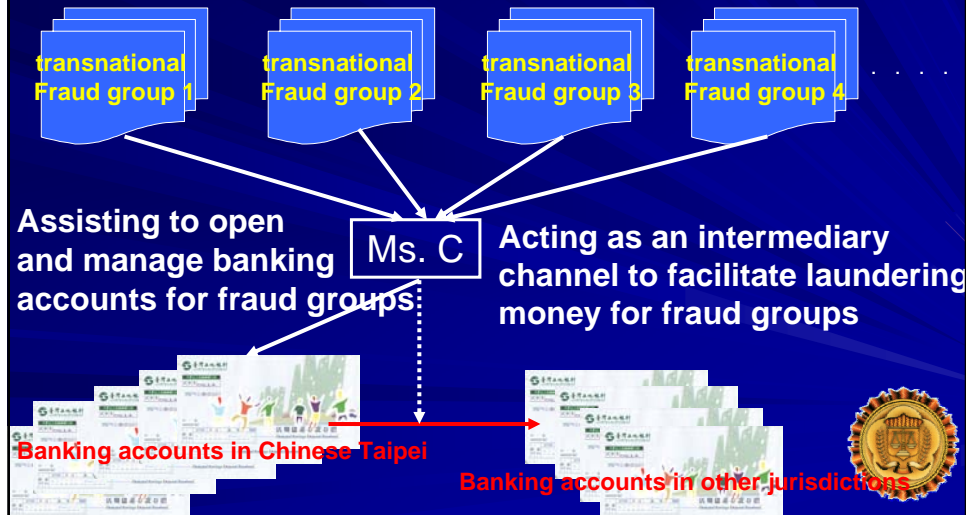 transnational
Fraud group 1
transnational
Fraud group 2
transnational
Fraud group 3
transnational
Fraud group 4
. . . .
Assisting to open
and manage banking
accounts for fraud groups
Ms. C
Acting as an intermediary
channel to facilitate laundering
money for fraud groups
Banking accounts in Chinese Taipei
Banking accounts in other jurisdictions